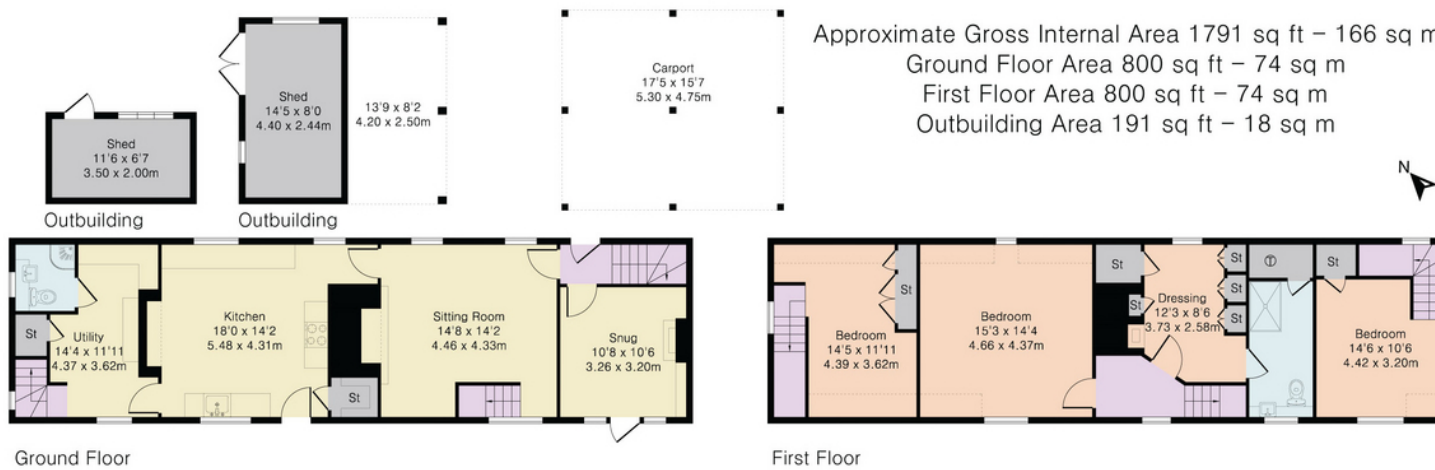 Approximate Gross Internal Area 1791 sq ft – 166 sq m
Ground Floor Area 800 sq ft – 74 sq m
First Floor Area 800 sq ft – 74 sq m
Outbuilding Area 191 sq ft – 18 sq m
N
Shed
11'6 x 6'7
3.50 x 2.00m
Outbuilding
Shed
14'5 x 8'0
4.40 x 2.44m
Outbuilding
13'9 x 8'2
4.20 x 2.50m
Carport
17'5 x 15'7
5.30 x 4.75m
St
Utility
14'4 x 11'11
4.37 x 3.62m
Kitchen
18'0 x 14'2
5.48 x 4.31m
St
Sitting Room
14'8 x 14'2
4.46 x 4.33m
Snug
10'8 x 10'6
3.26 x 3.20m
Ground Floor
Bedroom
14'5 x 11'11
4.39 x 3.62m
St
Bedroom
15'3 x 14'4
4.66 x 4.37m
St
St
Dressing
12'3 x 8'6
3.73 x 2.58m
St
St
St
T
St
Bedroom
14'6 x 10'6
4.42 x 3.20m
First Floor